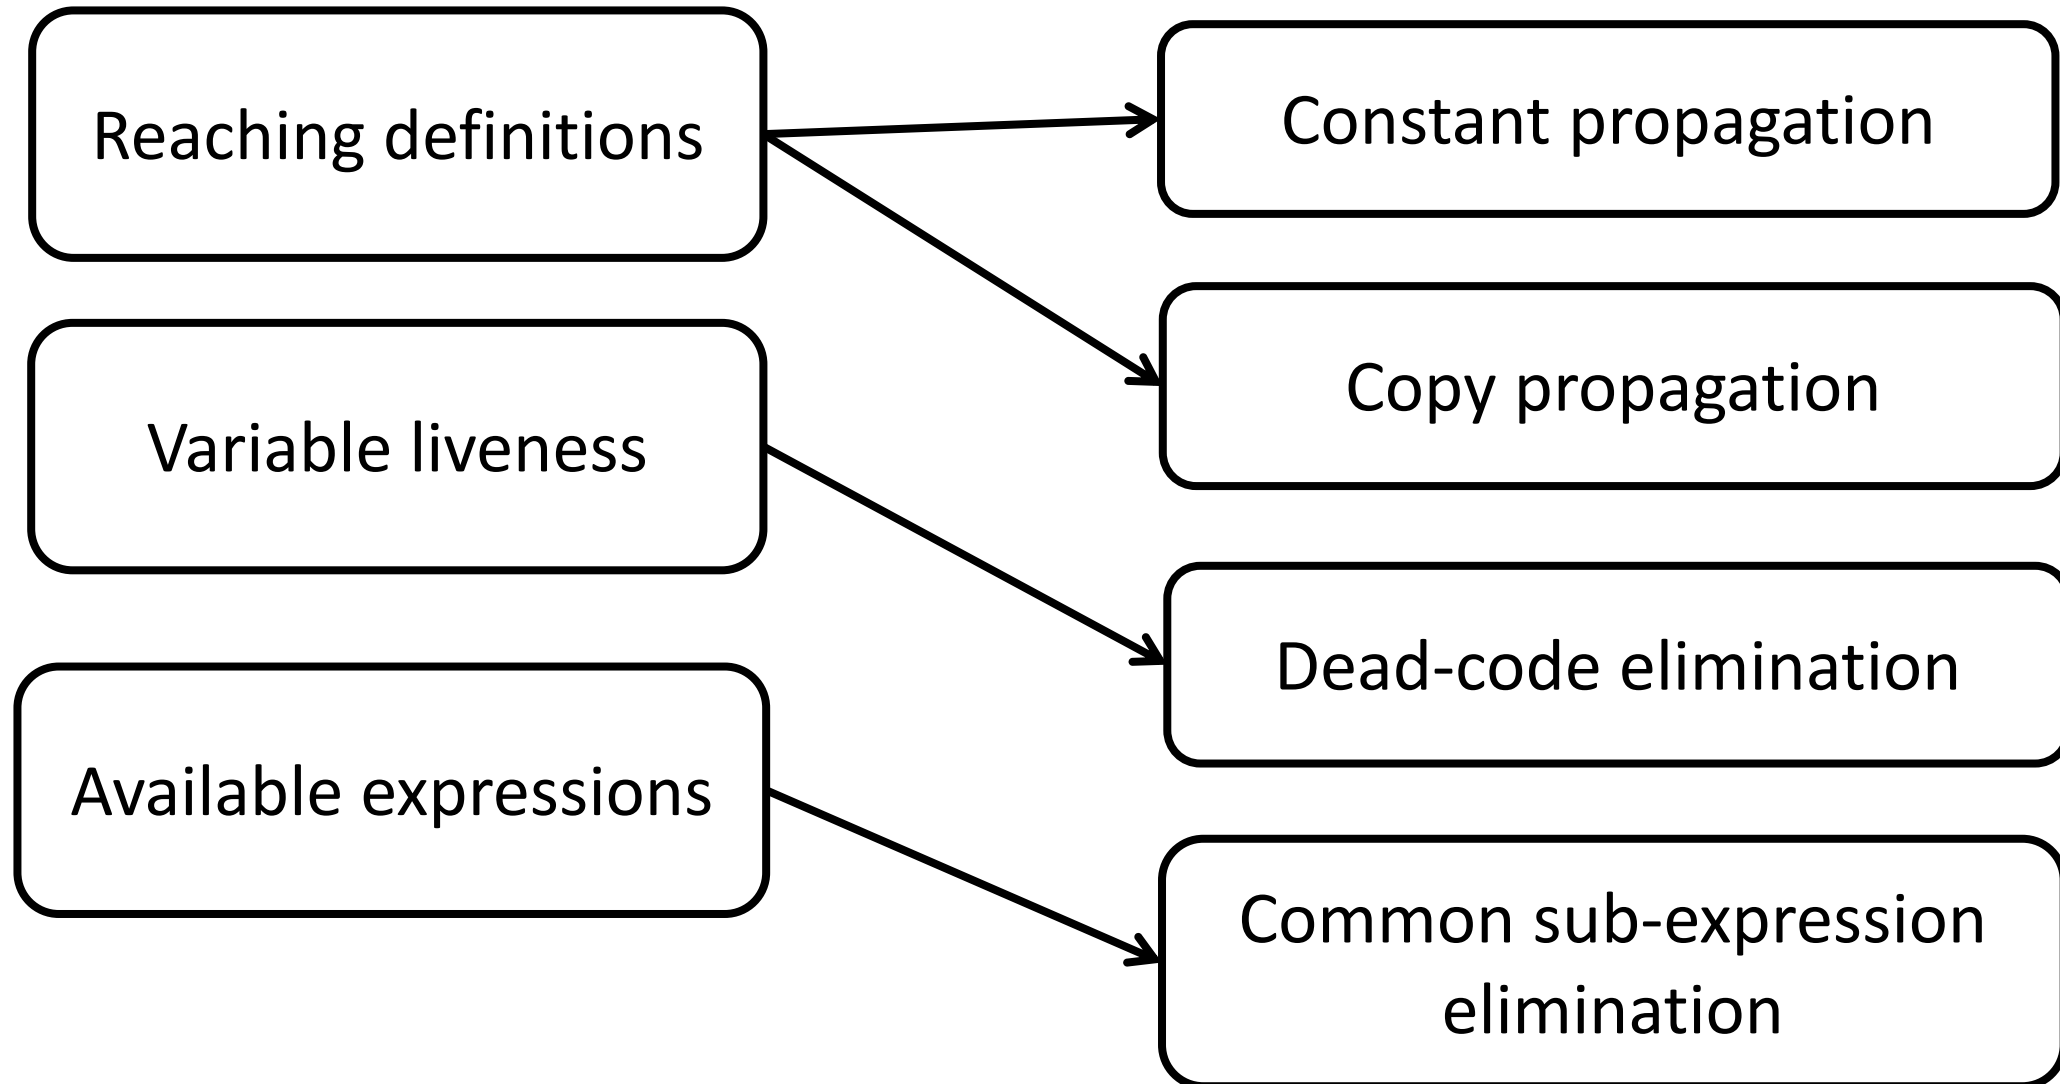 Reaching definitions
Constant propagation
Copy propagation
Variable liveness
Dead-code elimination
Available expressions
Common sub-expression
elimination